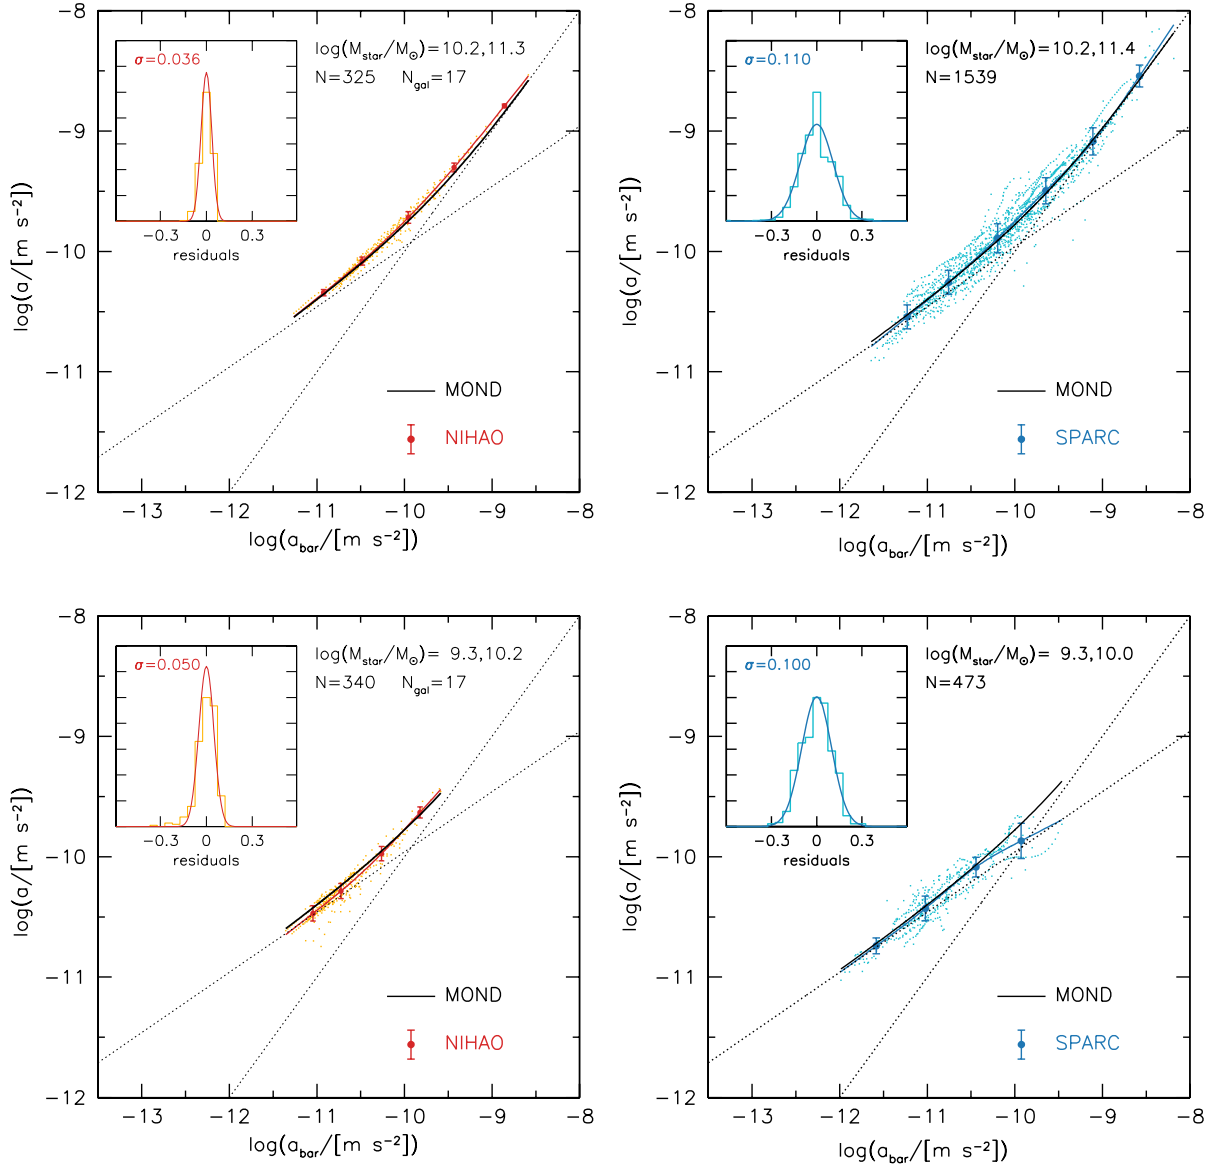 −8
σ=0.036
log(Mstar/M⊙)=10.2,11.3
N=325 Ngal=17
−9
−0.3 0 0.3
residuals
log(a/[m s−2])
−10
−11
MOND
NIHAO
−12
−13 −12 −11 −10 −9 −8
log(abar/[m s−2])
−8
σ=0.110
log(Mstar/M⊙)=10.2,11.4
N=1539
−9
−0.3 0 0.3
residuals
log(a/[m s−2])
−10
−11
MOND
SPARC
−12
−13 −12 −11 −10 −9 −8
log(abar/[m s−2])
−8
σ=0.050
log(Mstar/M⊙)= 9.3,10.2
N=340 Ngal=17
−9
−0.3 0 0.3
residuals
log(a/[m s−2])
−10
−11
MOND
NIHAO
−12
−13 −12 −11 −10 −9 −8
log(abar/[m s−2])
−8
σ=0.100
log(Mstar/M⊙)= 9.3,10.0
N=473
−9
−0.3 0 0.3
residuals
log(a/[m s−2])
−10
−11
MOND
SPARC
−12
−13 −12 −11 −10 −9 −8
log(abar/[m s−2])